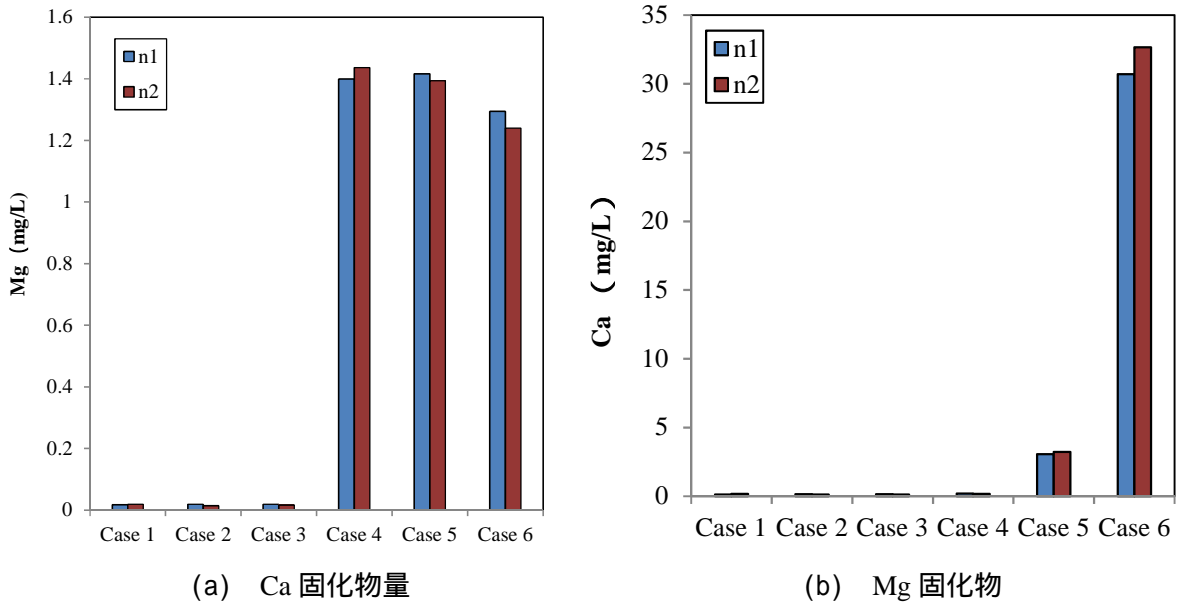 1.6
1.4
1.2
1
0.8
0.6
0.4
0.2
0
Mg (mg/L)
n1
n2
Case 1 Case 2 Case 3 Case 4 Case 5 Case 6
(a) Ca 固化物量
35
30
25
20
15
10
5
0
Ca （mg/L）
n1
n2
Case 1 Case 2 Case 3 Case 4 Case 5 Case 6
(b) Mg 固化物